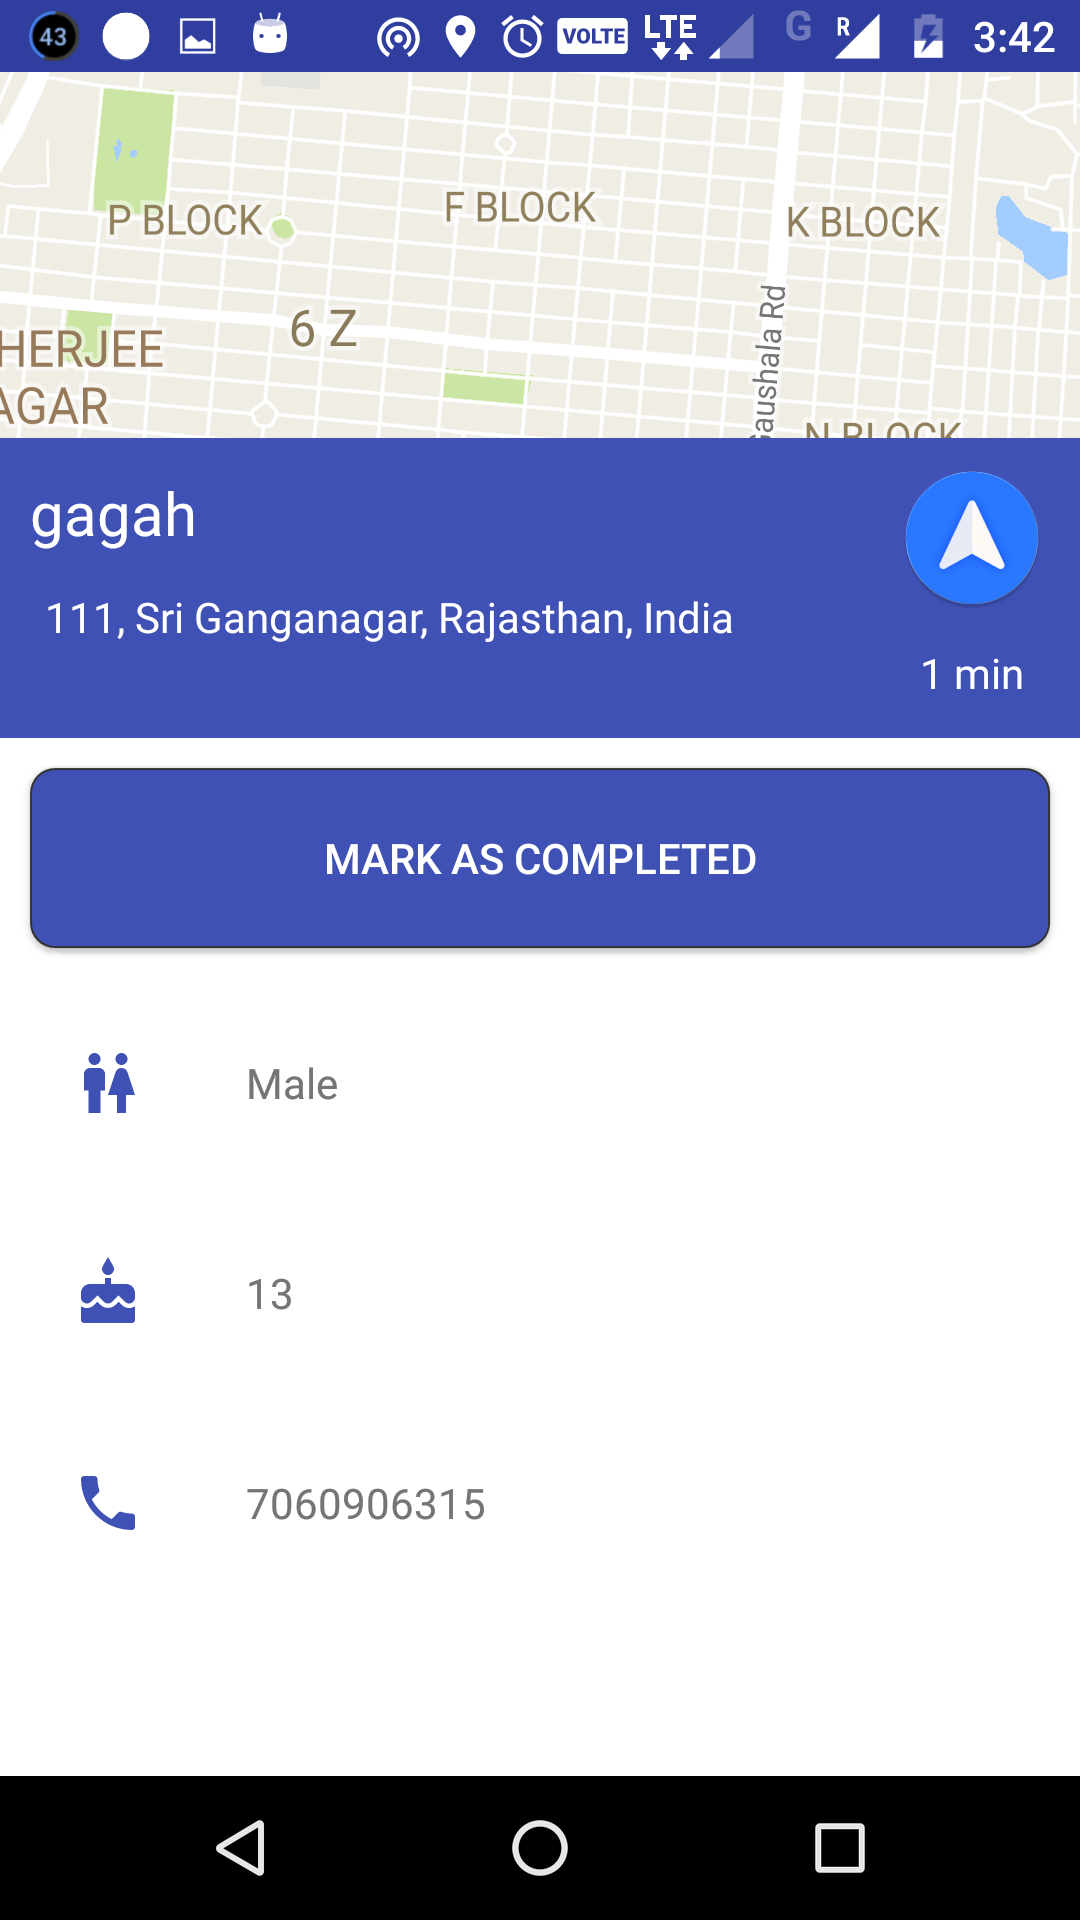 43 VOLTE LTE G R 3:42
P BLOCK
F BLOCK
K BLOCK
6 Z
HERJEE
AGAR
Gaushala Rd
N BLOCK
gagah
111, Sri Ganganagar, Rajasthan, India
1 min
MARK AS COMPLETED
Male
13
7060906315